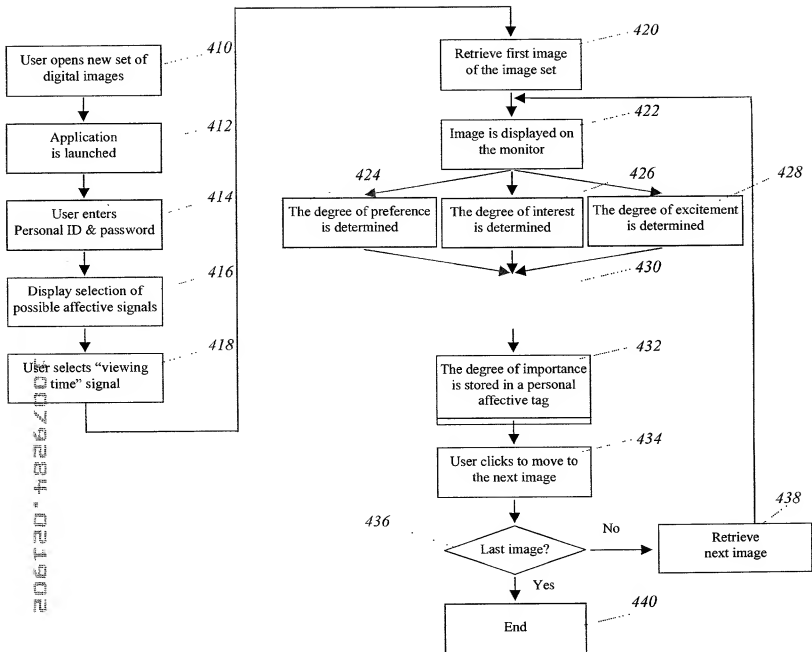 User opens new set of
digital images
410
Application
is launched
412
User enters
Personal ID & password
414
Display selection of
possible affective signals
416
User selects “viewing
time” signal
418
Retrieve first image
of the image set
420
Image is displayed on
the monitor
422
424
The degree of preference
is determined
426
The degree of interest
is determined
428
The degree of excitement
is determined
430
The degree of importance
is stored in a personal
affective tag
432
User clicks to move to
the next image
434
436
Last image?
No
Retrieve
next image
438
Yes
End
440